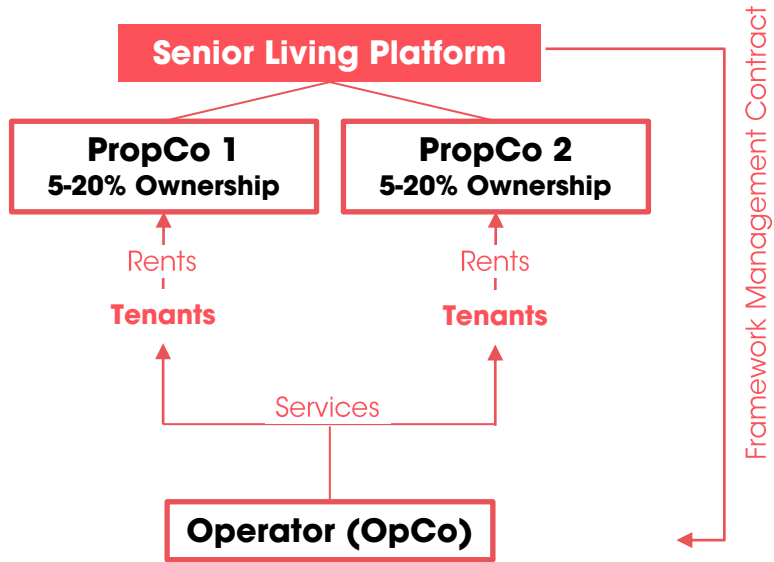 Senior Living Platform
PropCo 1
5-20% Ownership
PropCo 2
5-20% Ownership
Rents
Rents
Tenants
Tenants
Services
Operator (OpCo)
Framework Management Contract